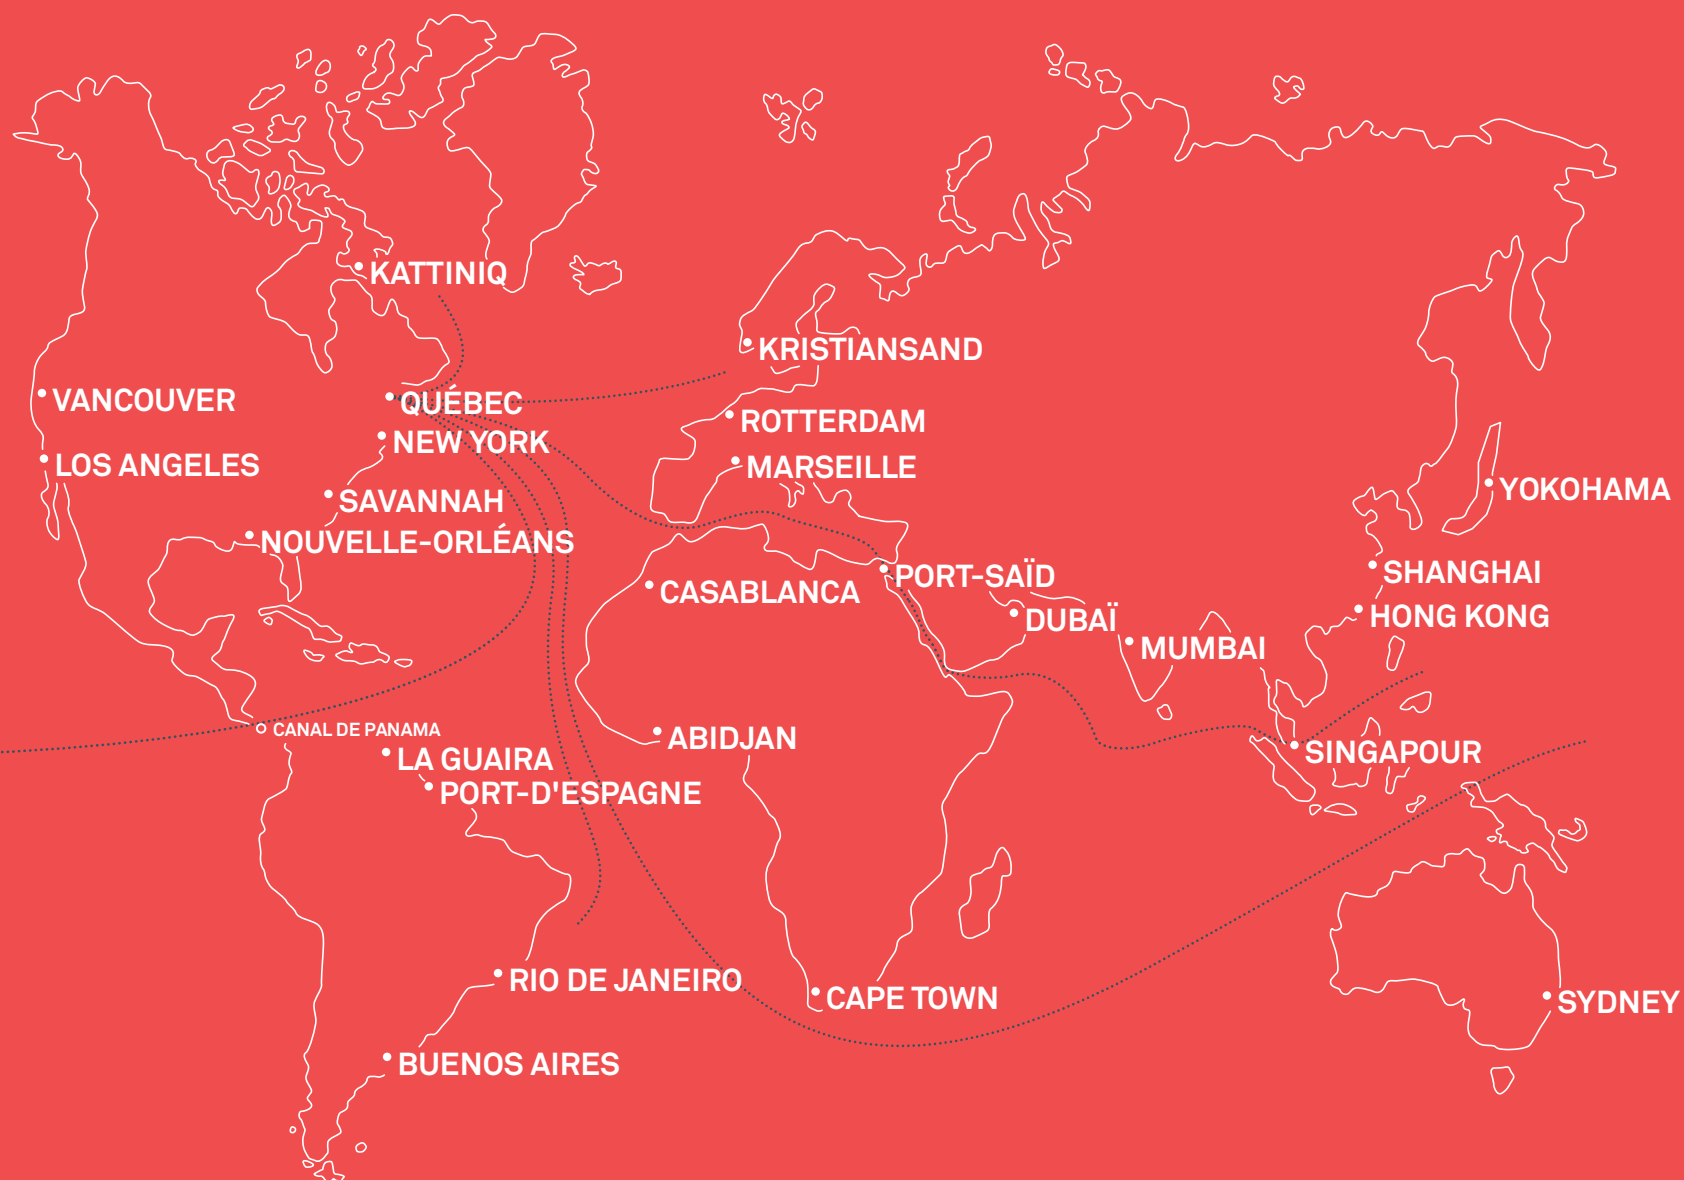 KATTINIQ
KRISTIANSAND
VANCOUVER
QUÉBEC
ROTTERDAM
NEW YORK
LOS ANGELES
MARSEILLE
YOKOHAMA
SAVANNAH
NOUVELLE-ORLÉANS
SHANGHAI
PORT-SAÏD
CASABLANCA
HONG KONG
DUBAÏ
MUMBAI
CANAL DE PANAMA
ABIDJAN
SINGAPOUR
LA GUAIRA
PORT-D'ESPAGNE
RIO DE JANEIRO
CAPE TOWN
SYDNEY
BUENOS AIRES